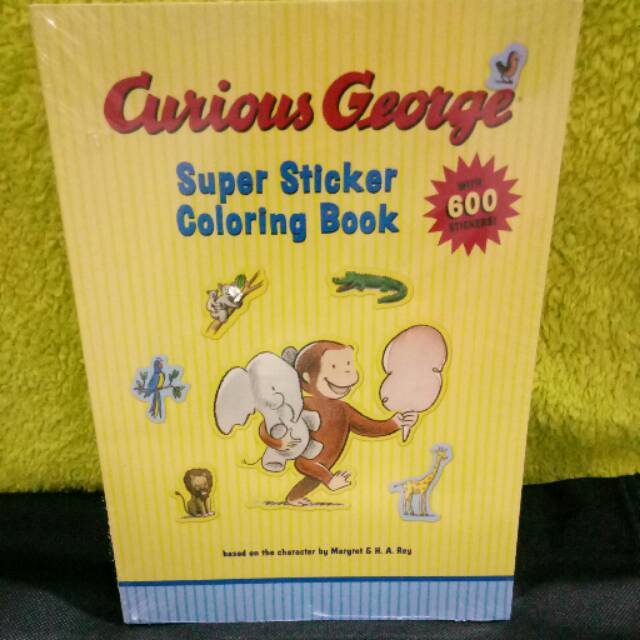 Curious George
Super Sticker
Coloring Book
WITH
600
STICKERS!
based on the character by Margret & H. A. Rey